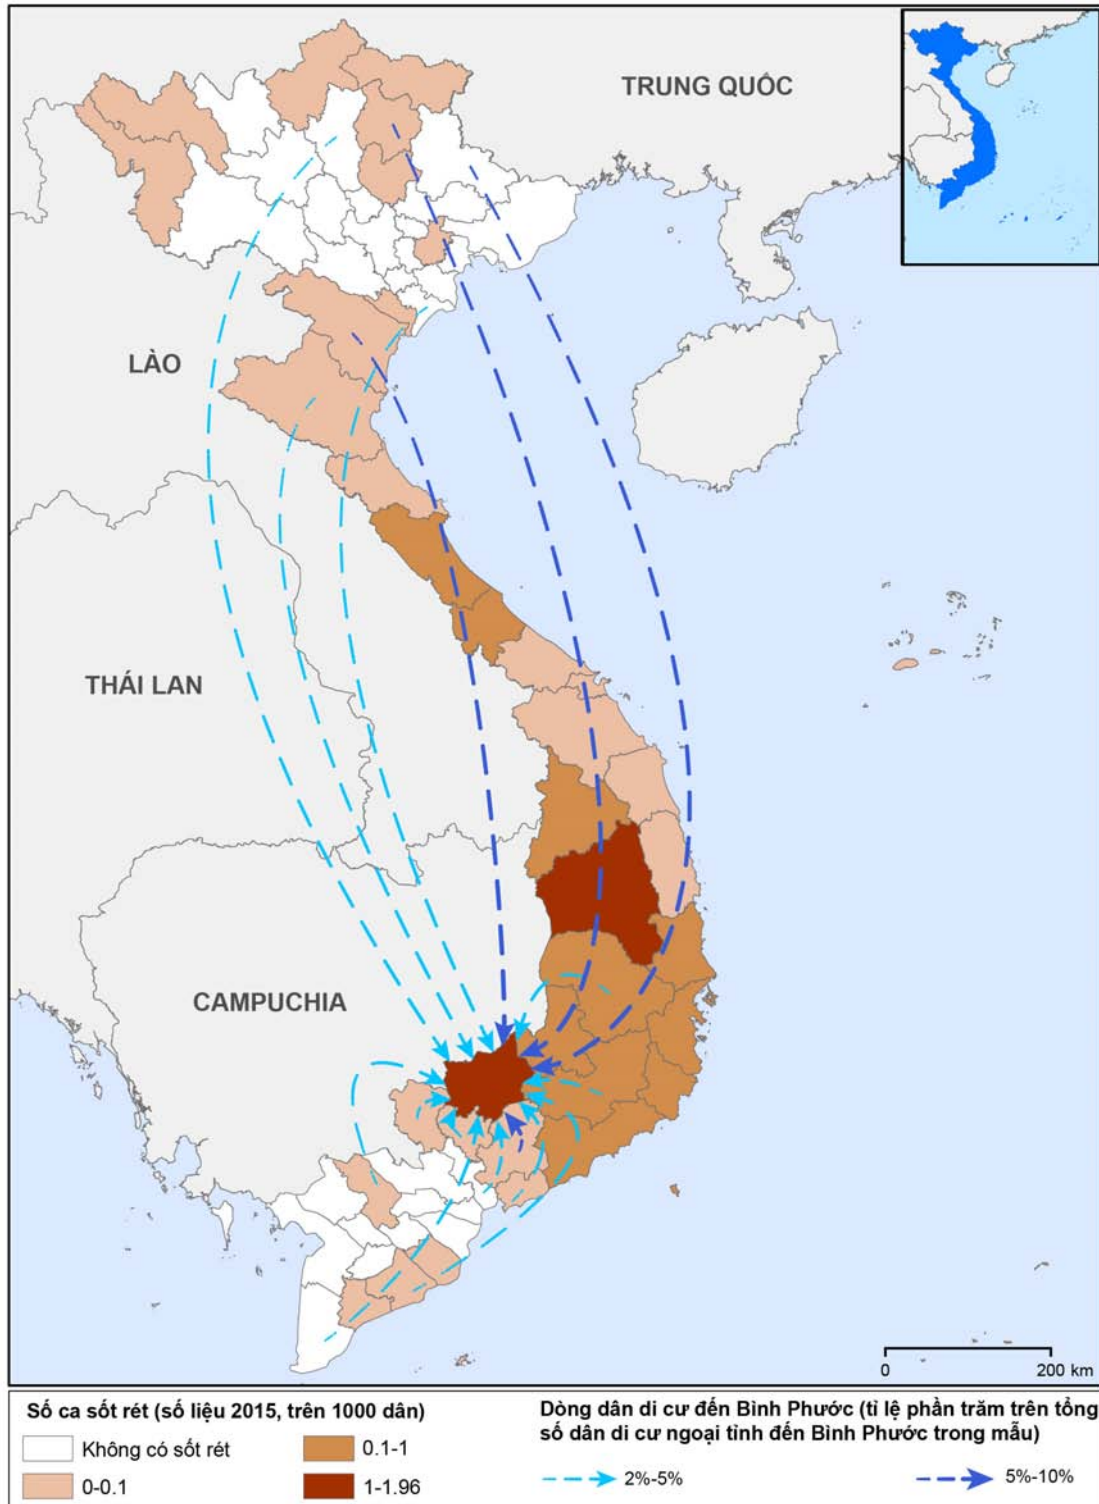 TRUNG QUỐC
LÀO
THÁI LAN
CAMPUCHIA
0 200 km
Số ca sốt rét (số liệu 2015, trên 1000 dân)
Không có sốt rét
0-0.1
0.1-1
1-1.96
Dòng dân di cư đến Bình Phước (tỉ lệ phần trăm trên tổng
số dân di cư ngoại tỉnh đến Bình Phước trong mẫu)
2%-5%
5%-10%